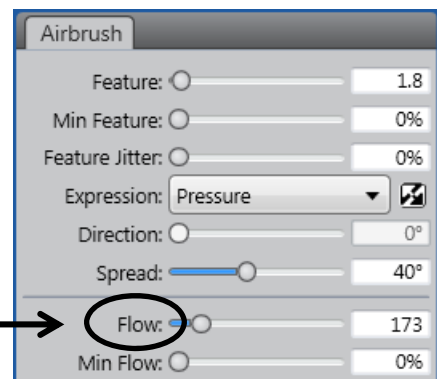 Airbrush
Feature: 1.8
Min Feature: 0%
Feature Jitter: 0%
Expression: Pressure
Direction: 0°
Spread: 40°
Flow: 173
Min Flow: 0%